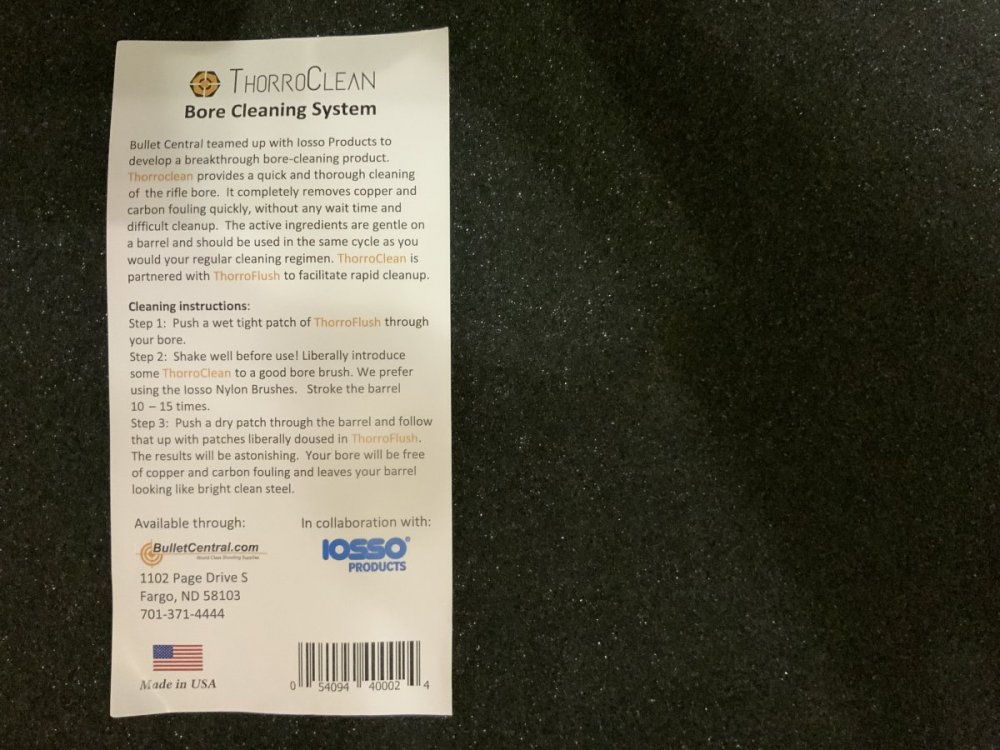 THORROCLEAN
Bore Cleaning System
Bullet Central teamed up with Iosso Products to
develop a breakthrough bore-cleaning product.
Thorroclean provides a quick and thorough cleaning
of the rifle bore. It completely removes copper and
carbon fouling quickly, without any wait time and
difficult cleanup. The active ingredients are gentle on
a barrel and should be used in the same cycle as you
would your regular cleaning regimen. ThorroClean is
partnered with ThorroFlush to facilitate rapid cleanup.
Cleaning instructions:
Step 1: Push a wet tight patch of ThorroFlush through
your bore.
Step 2: Shake well before use! Liberally introduce
some ThorroClean to a good bore brush. We prefer
using the Iosso Nylon Brushes. Stroke the barrel
10 – 15 times.
Step 3: Push a dry patch through the barrel and follow
that up with patches liberally doused in ThorroFlush.
The results will be astonishing. Your bore will be free
of copper and carbon fouling and leaves your barrel
looking like bright clean steel.
Available through:
BulletCentral.com
World Class Shooting Supplies
1102 Page Drive S
Fargo, ND 58103
701-371-4444
In collaboration with:
IOSSO®
PRODUCTS
Made in USA
0 54094 40002 4